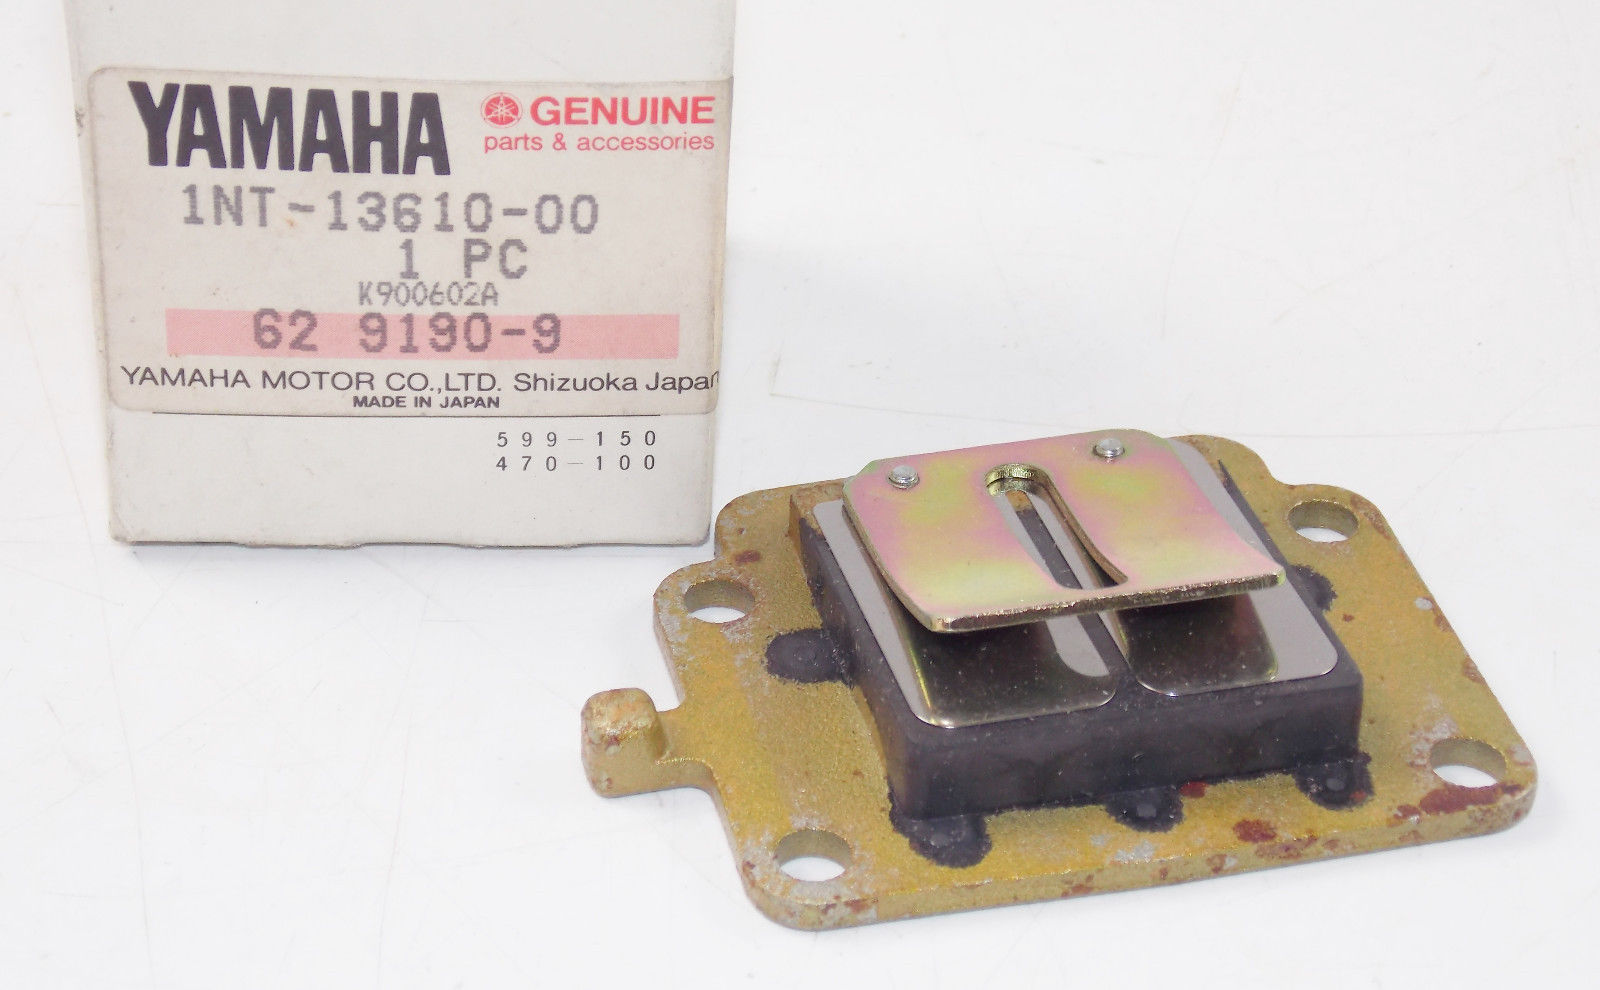 YAMAHA GENUINE
parts & accessories
1NT-13610-00
1 PC
K900602A
62 9190-9
YAMAHA MOTOR CO.,LTD. Shizuoka Japan
MADE IN JAPAN
599-150
470-100